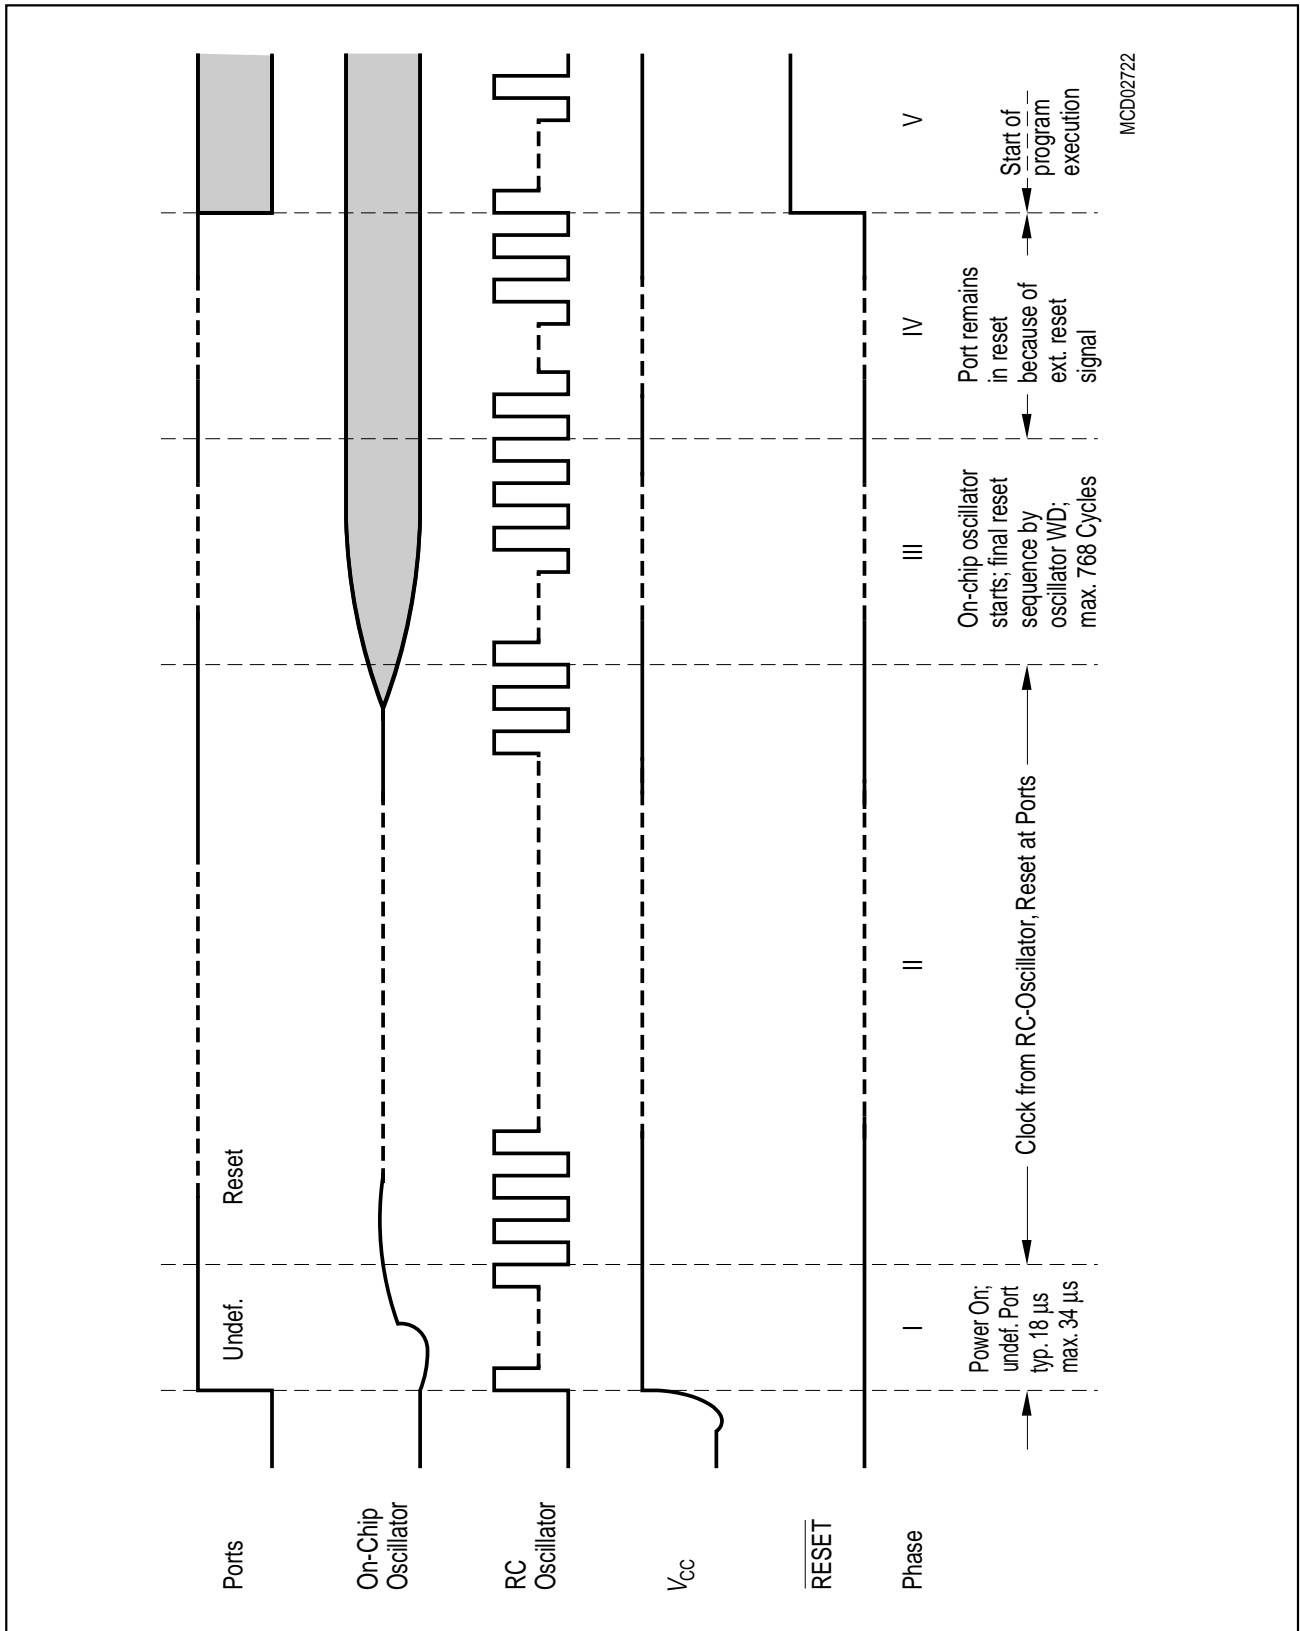 Ports
Undef.
Reset
On-Chip
Oscillator
RC
Oscillator
VCC
RESET
Phase
I
II
III
IV
V
Power On;
undef. Port
typ. 18 μs
max. 34 μs
Clock from RC-Oscillator, Reset at Ports
On-chip oscillator
starts; final reset
sequence by
oscillator WD;
max. 768 Cycles
Port remains
in reset
because of
ext. reset
signal
Start of
program
execution
MCD02722